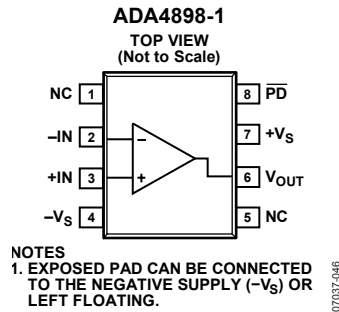 ADA4898-1
TOP VIEW
(Not to Scale)
NC 1
8 P̅D̅
–IN 2
7 +VS
+IN 3
6 VOUT
–VS 4
5 NC
–
+
NOTES
1. EXPOSED PAD CAN BE CONNECTED
TO THE NEGATIVE SUPPLY (–VS) OR
LEFT FLOATING.
07037-046